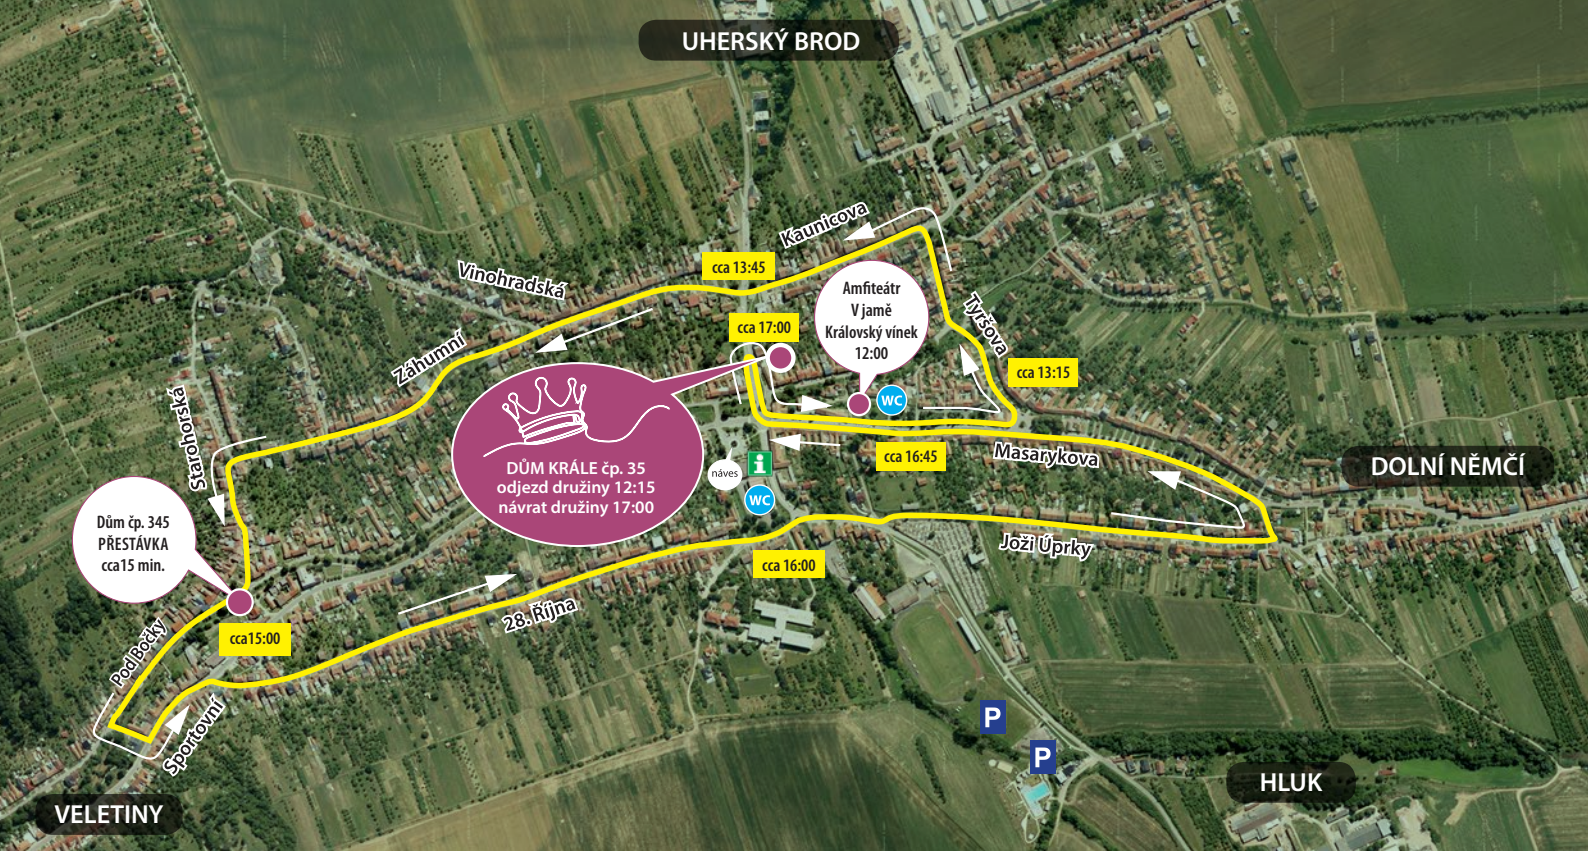 UHERSKÝ BROD
Kaunicova
cca 13:45
Vinohradská
Amfiteátr
V jamě
Královský vínek
12:00
cca 17:00
Tyršova
Záhumní
cca 13:15
WC
Starohorská
DŮM KRÁLE čp. 35
odjezd družiny 12:15
návrat družiny 17:00
náves
i
WC
cca 16:45
Masarykova
DOLNÍ NĚMČÍ
Dům čp. 345
PŘESTÁVKA
cca15 min.
Joži Úprky
cca 16:00
28. Října
cca15:00
Pod Bočky
Sportovní
P
P
HLUK
VELETINY